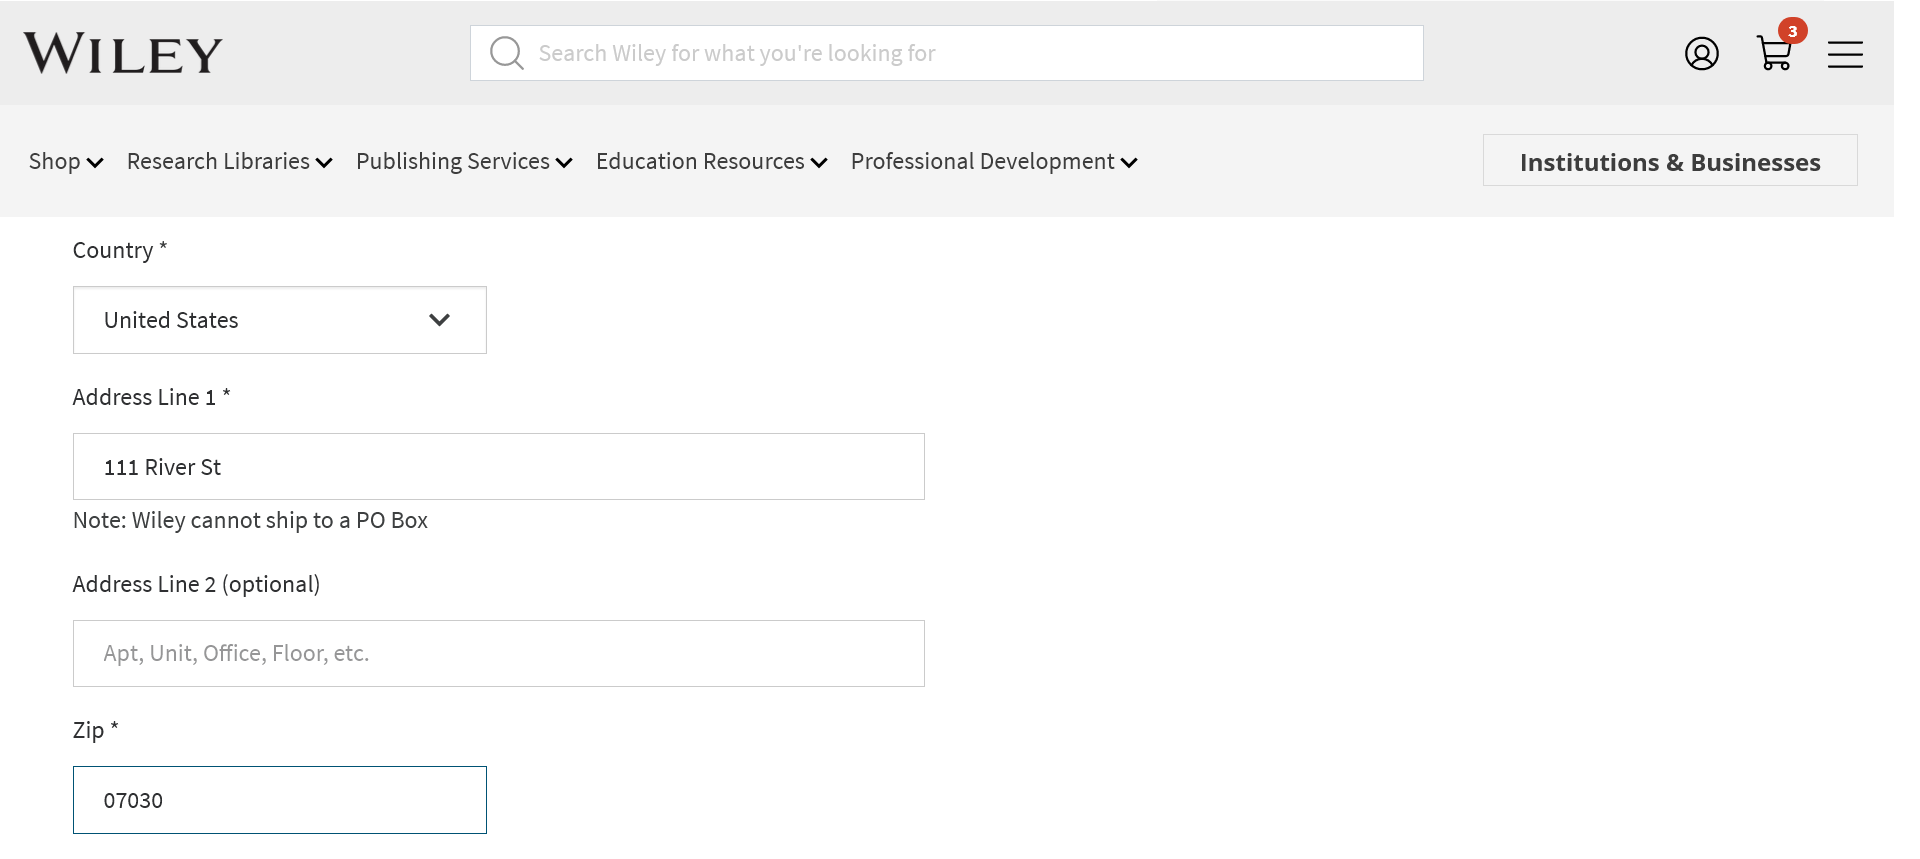 WILEY
Search Wiley for what you're looking for
3
Shop
Research Libraries
Publishing Services
Education Resources
Professional Development
Institutions & Businesses
Country *
United States
Address Line 1 *
111 River St
Note: Wiley cannot ship to a PO Box
Address Line 2 (optional)
Apt, Unit, Office, Floor, etc.
Zip *
07030